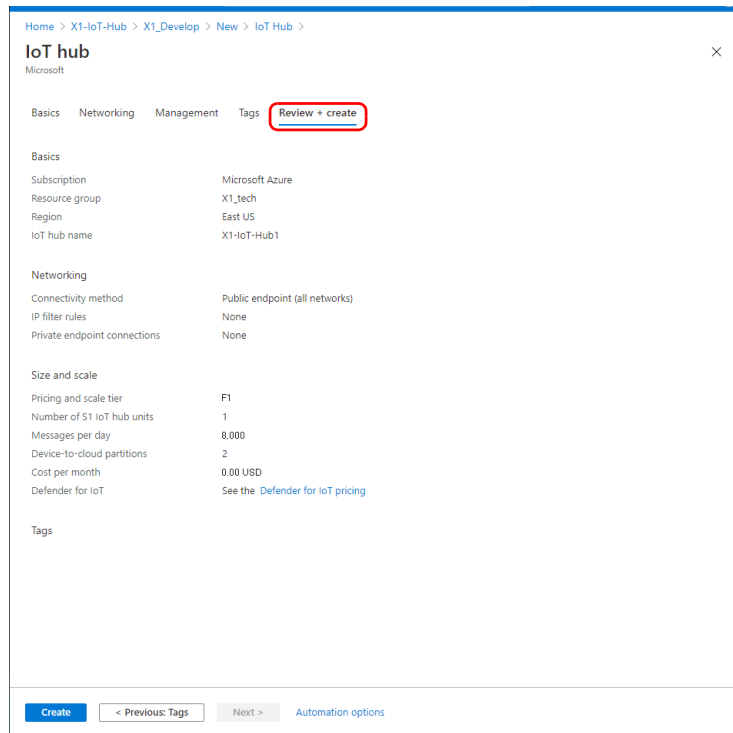 Home > X1-IoT-Hub > X1_Develop > New > IoT Hub >
IoT hub
Microsoft
Basics Networking Management Tags Review + create
Basics
Subscription Microsoft Azure
Resource group X1_tech
Region East US
IoT hub name X1-IoT-Hub1
Networking
Connectivity method Public endpoint (all networks)
IP filter rules None
Private endpoint connections None
Size and scale
Pricing and scale tier F1
Number of S1 IoT hub units 1
Messages per day 8,000
Device-to-cloud partitions 2
Cost per month 0.00 USD
Defender for IoT See the Defender for IoT pricing
Tags
Create < Previous: Tags Next > Automation options